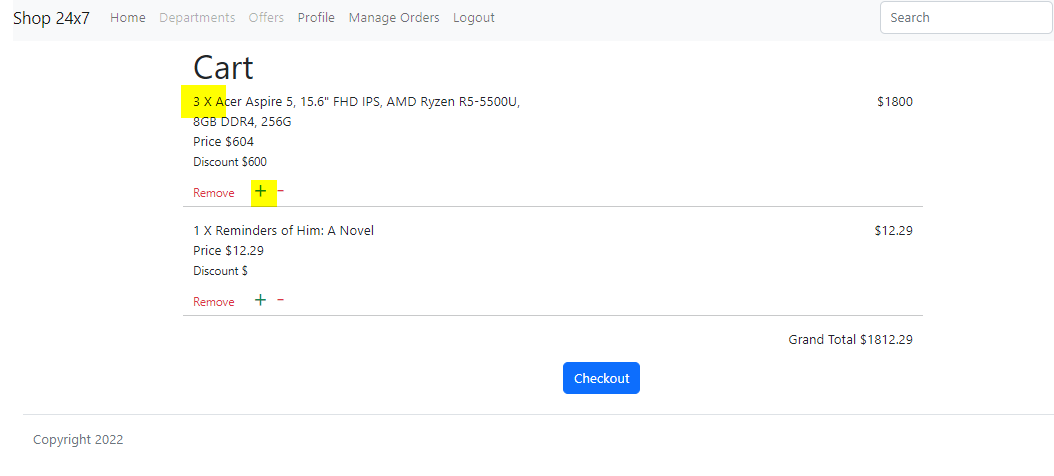 Shop 24x7 Home Departments Offers Profile Manage Orders Logout Search
Cart
3 X Acer Aspire 5, 15.6" FHD IPS, AMD Ryzen R5-5500U, $1800
8GB DDR4, 256G
Price $604
Discount $600
Remove + -
1 X Reminders of Him: A Novel $12.29
Price $12.29
Discount $
Remove + -
Grand Total $1812.29
Checkout
Copyright 2022